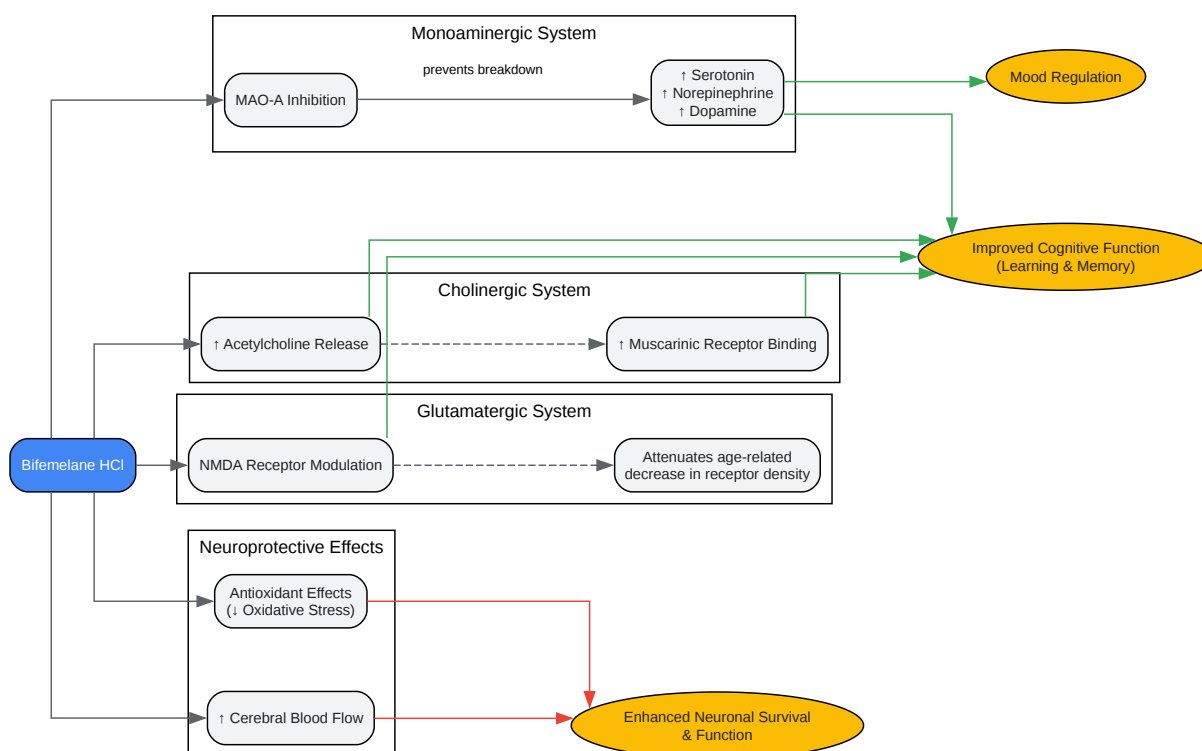 Monoaminergic System
prevents breakdown
MAO-A Inhibition
↑ Serotonin
↑ Norepinephrine
↑ Dopamine
Mood Regulation
Improved Cognitive Function
(Learning & Memory)
Cholinergic System
↑ Acetylcholine Release
↑ Muscarinic Receptor Binding
Glutamatergic System
Bifemelane HCl
NMDA Receptor Modulation
Attenuates age-related
decrease in receptor density
Neuroprotective Effects
Antioxidant Effects
(↓ Oxidative Stress)
↑ Cerebral Blood Flow
Enhanced Neuronal Survival
& Function